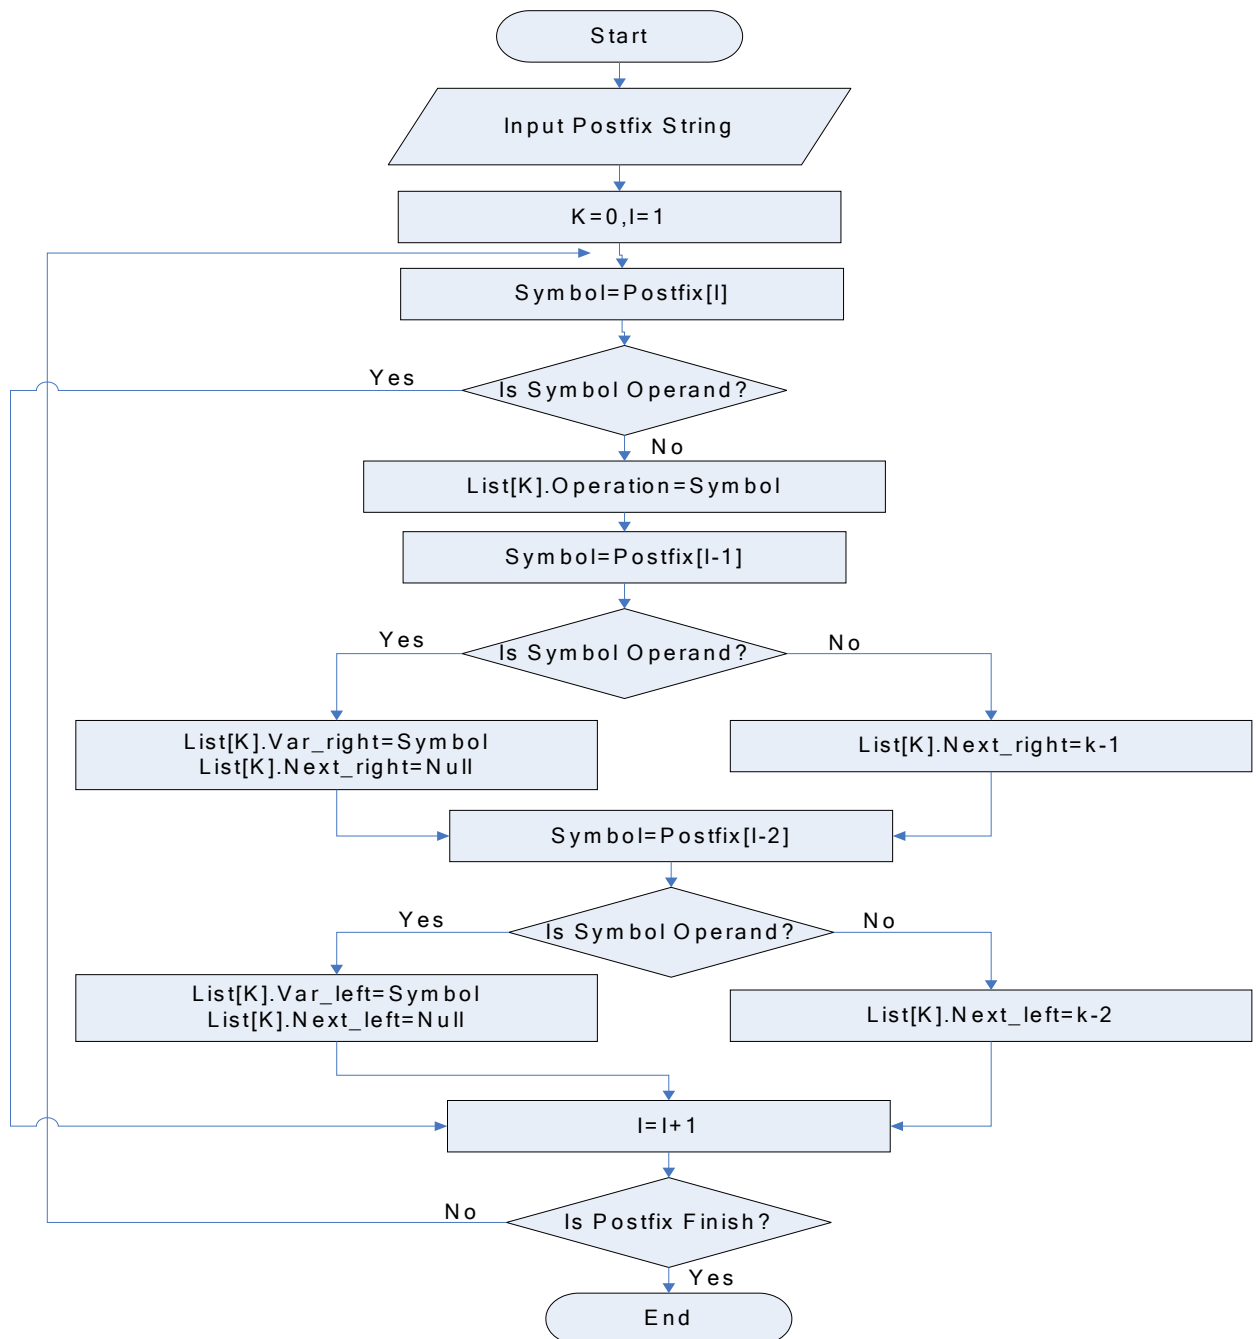 Start
Input Postfix String
K=0,I=1
Symbol=Postfix[I]
Yes
Is Symbol Operand?
No
List[K].Operation=Symbol
Symbol=Postfix[I-1]
Yes
Is Symbol Operand?
No
List[K].Var_right=Symbol
List[K].Next_right=Null
List[K].Next_right=k-1
Symbol=Postfix[I-2]
Yes
Is Symbol Operand?
No
List[K].Var_left=Symbol
List[K].Next_left=Null
List[K].Next_left=k-2
I=I+1
No
Is Postfix Finish?
Yes
End